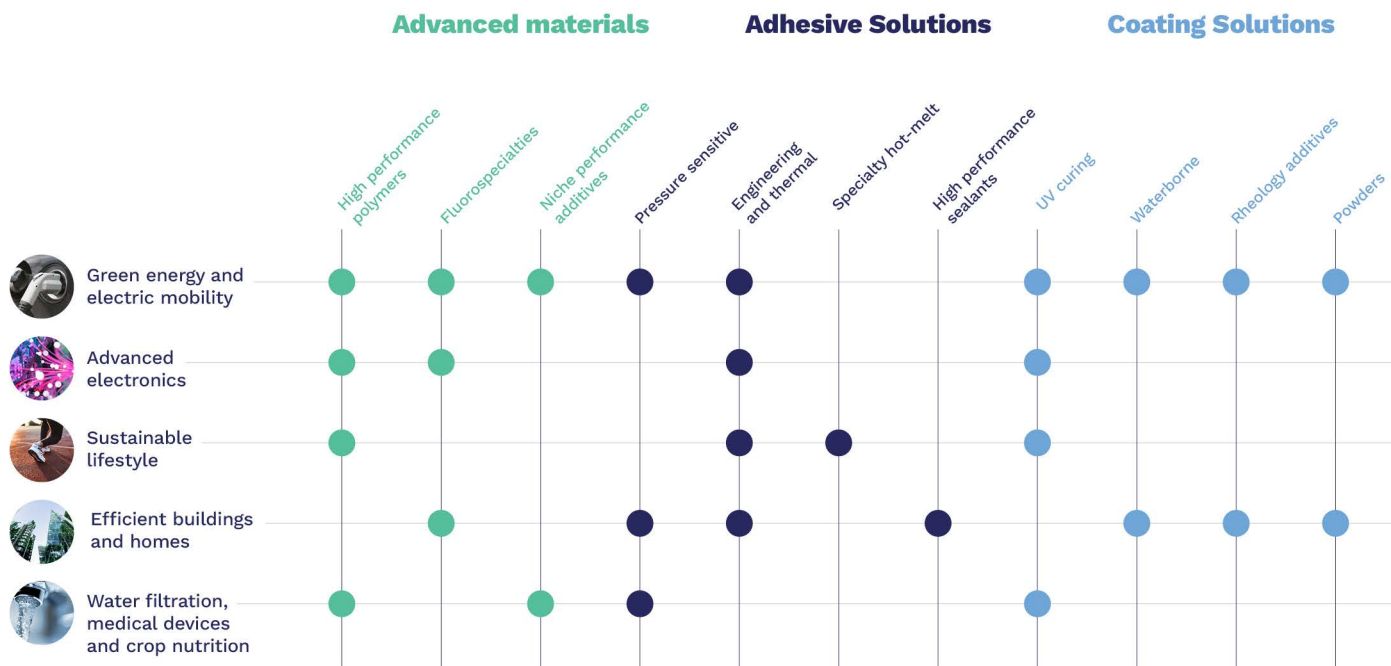 Advanced materials
Adhesive Solutions
Coating Solutions
High performance
polymers
Fluorospecialties
Niche performance
additives
Pressure sensitive
Engineering
and thermal
Specialty hot-melt
High performance
sealants
UV curing
Waterborne
Rheology additives
Powders
Green energy and
electric mobility
Advanced
electronics
Sustainable
lifestyle
Efficient buildings
and homes
Water filtration,
medical devices
and crop nutrition